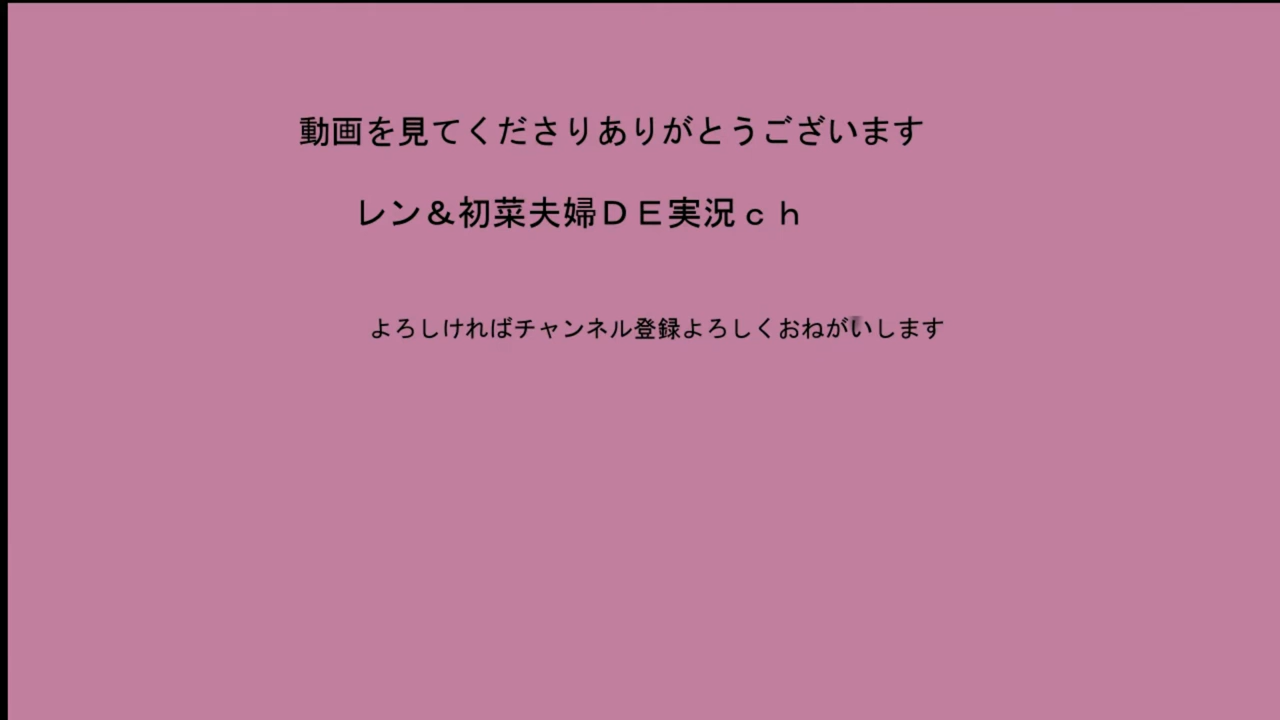 動画を見てくださりありがとうございます
レン＆初菜夫婦ＤＥ実況ｃｈ
よろしければチャンネル登録よろしくおねがいします